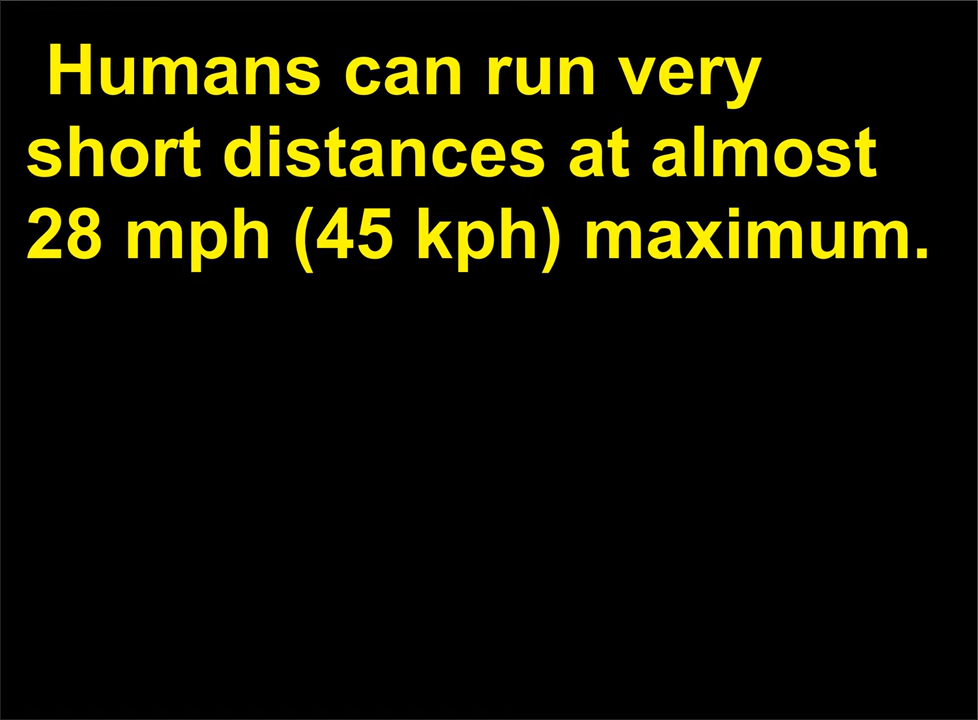 Humans can run very
short distances at almost
28 mph (45 kph) maximum.